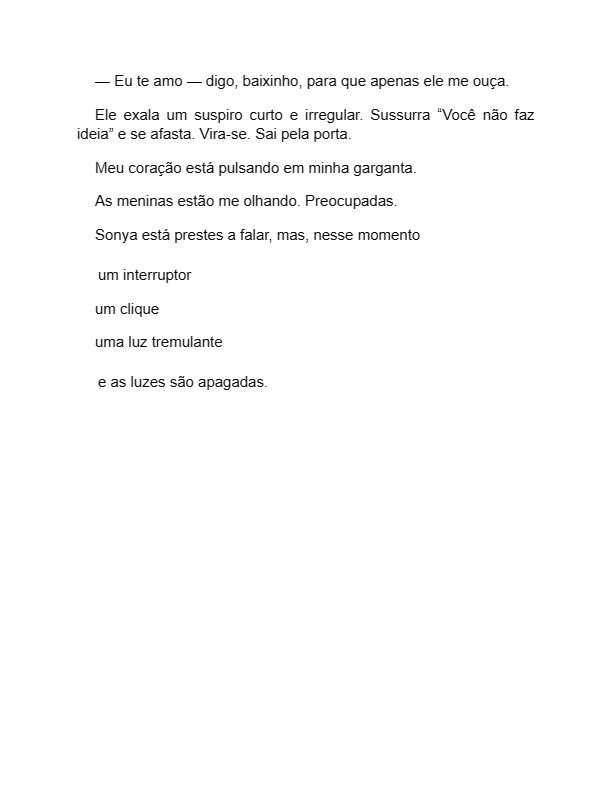 — Eu te amo — digo, baixinho, para que apenas ele me ouça.
Ele exala um suspiro curto e irregular. Sussurra “Você não faz
ideia” e se afasta. Vira-se. Sai pela porta.
Meu coração está pulsando em minha garganta.
As meninas estão me olhando. Preocupadas.
Sonya está prestes a falar, mas, nesse momento
um interruptor
um clique
uma luz tremulante
e as luzes são apagadas.